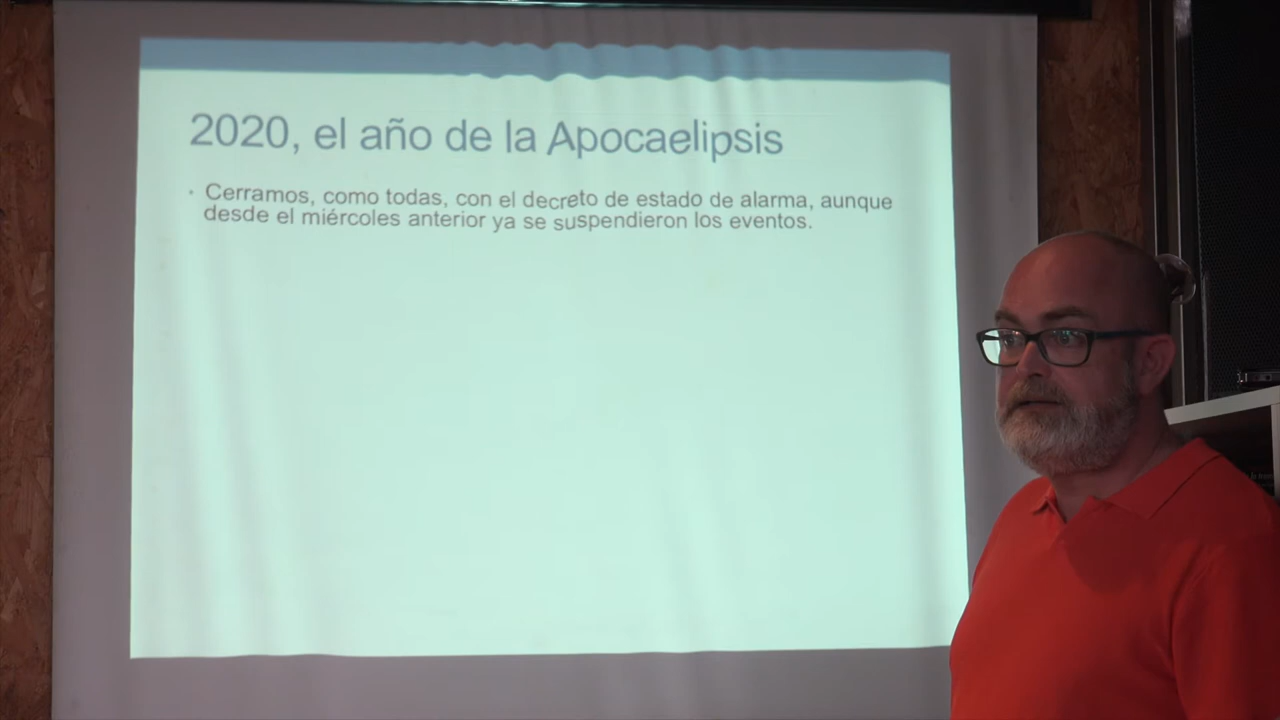 2020, el año de la Apocaelipsis
• Cerramos, como todas, con el decreto de estado de alarma, aunque
desde el miércoles anterior ya se suspendieron los eventos.